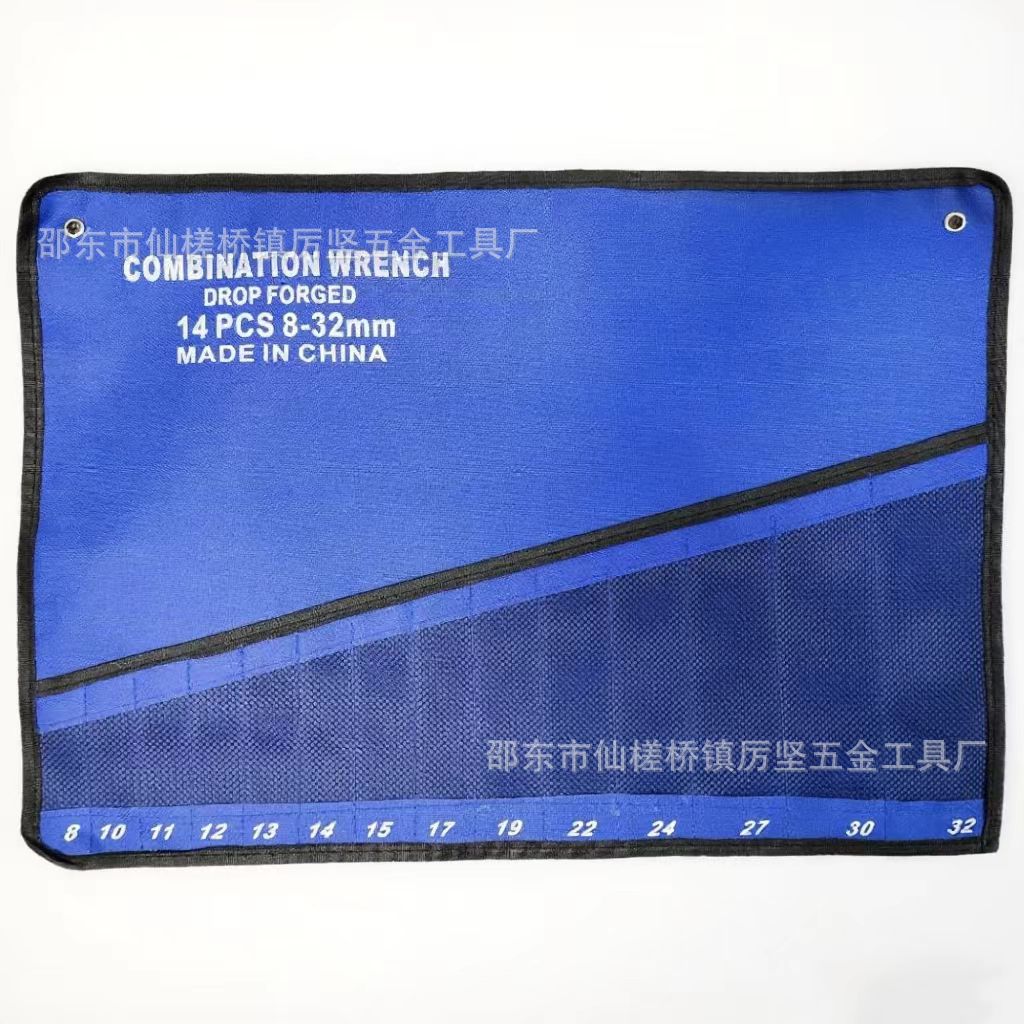 邵东市仙槎桥镇厉坚五金工具厂
COMBINATION WRENCH
DROP FORGED
14 PCS 8-32mm
MADE IN CHINA
邵东市仙槎桥镇厉坚五金工具厂
8 10 11 12 13 14 15 17 19 22 24 27 30 32